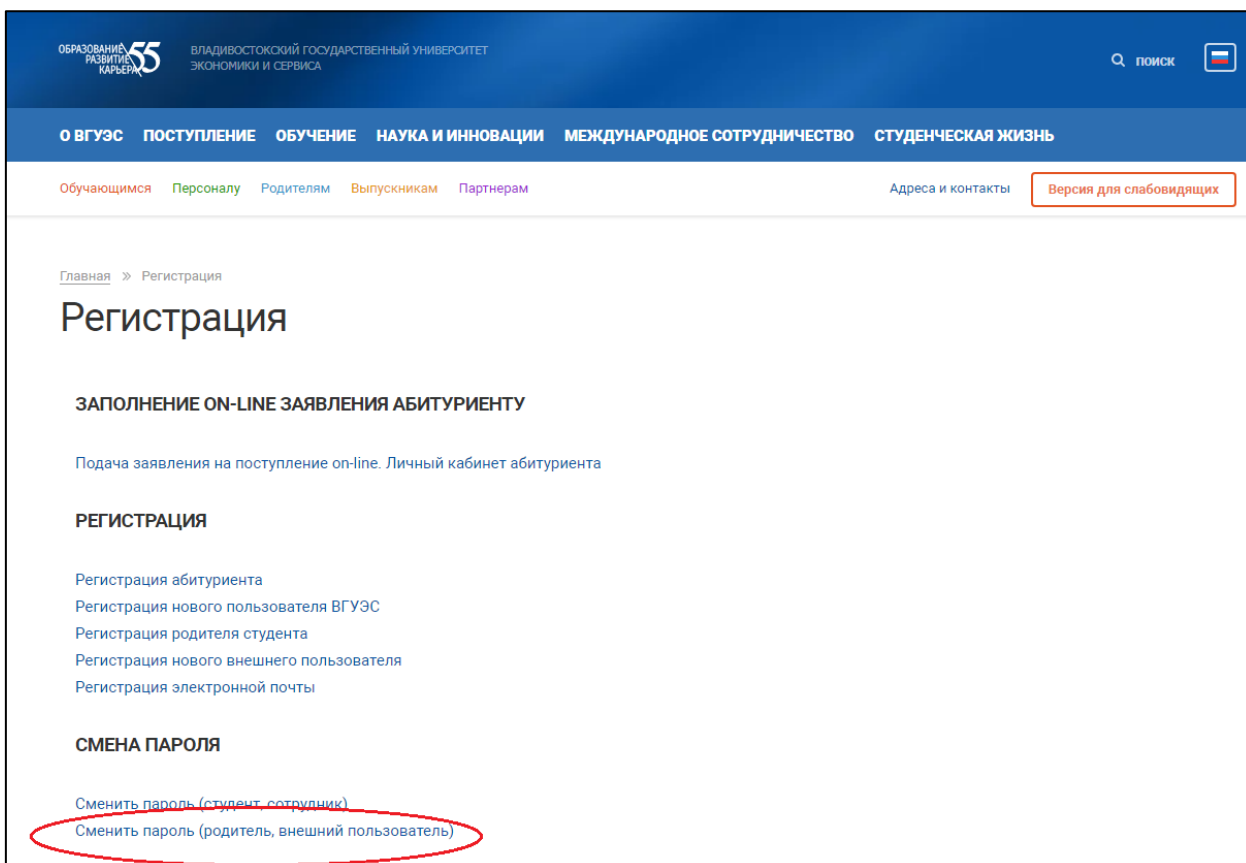 ОБРАЗОВАНИЕ
РАЗВИТИЕ
КАРЬЕРА
55
ВЛАДИВОСТОКСКИЙ ГОСУДАРСТВЕННЫЙ УНИВЕРСИТЕТ
ЭКОНОМИКИ И СЕРВИСА
поиск
О ВГУЭС ПОСТУПЛЕНИЕ ОБУЧЕНИЕ НАУКА И ИННОВАЦИИ МЕЖДУНАРОДНОЕ СОТРУДНИЧЕСТВО СТУДЕНЧЕСКАЯ ЖИЗНЬ
Обучающимся Персоналу Родителям Выпускникам Партнерам Адреса и контакты Версия для слабовидящих
Главная » Регистрация
Регистрация
ЗАПОЛНЕНИЕ ON-LINE ЗАЯВЛЕНИЯ АБИТУРИЕНТУ
Подача заявления на поступление on-line. Личный кабинет абитуриента
РЕГИСТРАЦИЯ
Регистрация абитуриента
Регистрация нового пользователя ВГУЭС
Регистрация родителя студента
Регистрация нового внешнего пользователя
Регистрация электронной почты
СМЕНА ПАРОЛЯ
Сменить пароль (студент, сотрудник)
Сменить пароль (родитель, внешний пользователь)